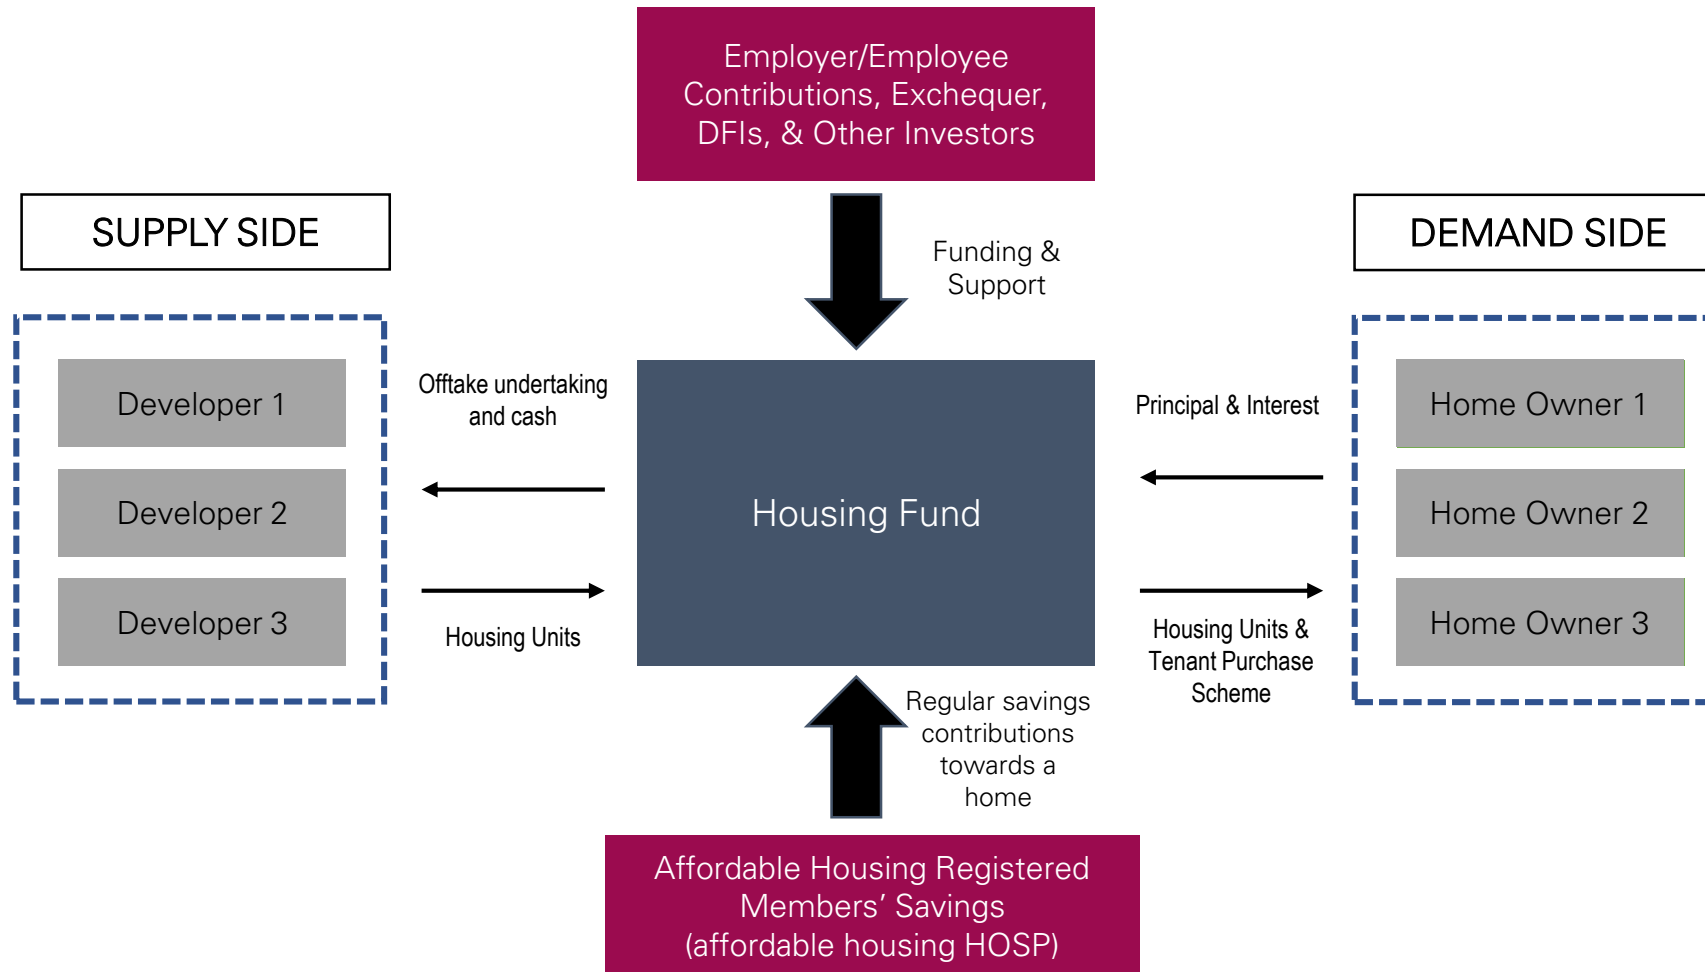 Employer/Employee
Contributions, Exchequer,
DFIs, & Other Investors
SUPPLY SIDE
DEMAND SIDE
Funding &
Support
Developer 1
Developer 2
Developer 3
Offtake undertaking
and cash
Housing Units
Housing Fund
Principal & Interest
Housing Units &
Tenant Purchase
Scheme
Home Owner 1
Home Owner 2
Home Owner 3
Regular savings
contributions
towards a
home
Affordable Housing Registered
Members’ Savings
(affordable housing HOSP)